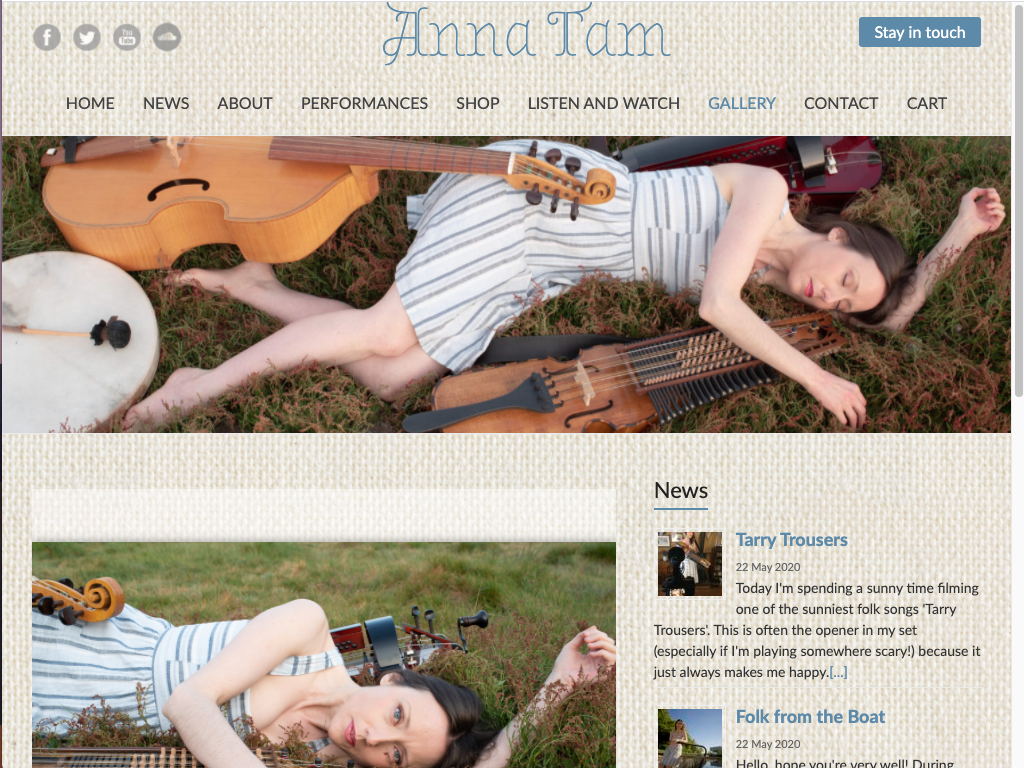 You
Tube
Anna Tam
Stay in touch
HOME NEWS ABOUT PERFORMANCES SHOP LISTEN AND WATCH GALLERY CONTACT CART
News
Tarry Trousers
22 May 2020
Today I'm spending a sunny time filming
one of the sunniest folk songs 'Tarry
Trousers'. This is often the opener in my set
(especially if I'm playing somewhere scary!) because it
just always makes me happy.[...]
Folk from the Boat
22 May 2020
Hello, hope you're very well! During